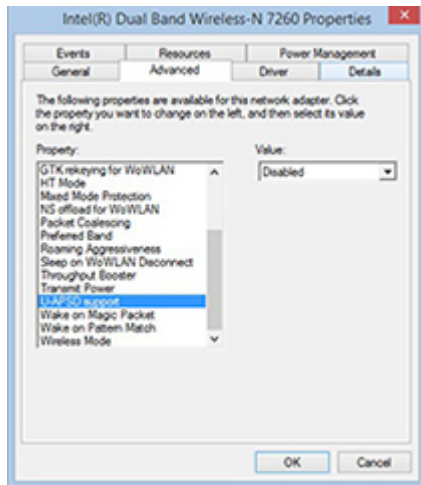 Intel(R) Dual Band Wireless-N 7260 Properties
Events Resources Power Management
General Advanced Driver Details
The following properties are available for this network adapter. Click
the property you want to change on the left, and then select its value
on the right.
Property: Value:
GTK rekeying for WoWLAN Disabled
HT Mode
Mixed Mode Protection
NS offload for WoWLAN
Packet Coalescing
Preferred Band
Roaming Aggressiveness
Sleep on WoWLAN Disconnect
Throughput Booster
Transmit Power
U-APSD support
Wake on Magic Packet
Wake on Pattern Match
Wireless Mode
OK Cancel